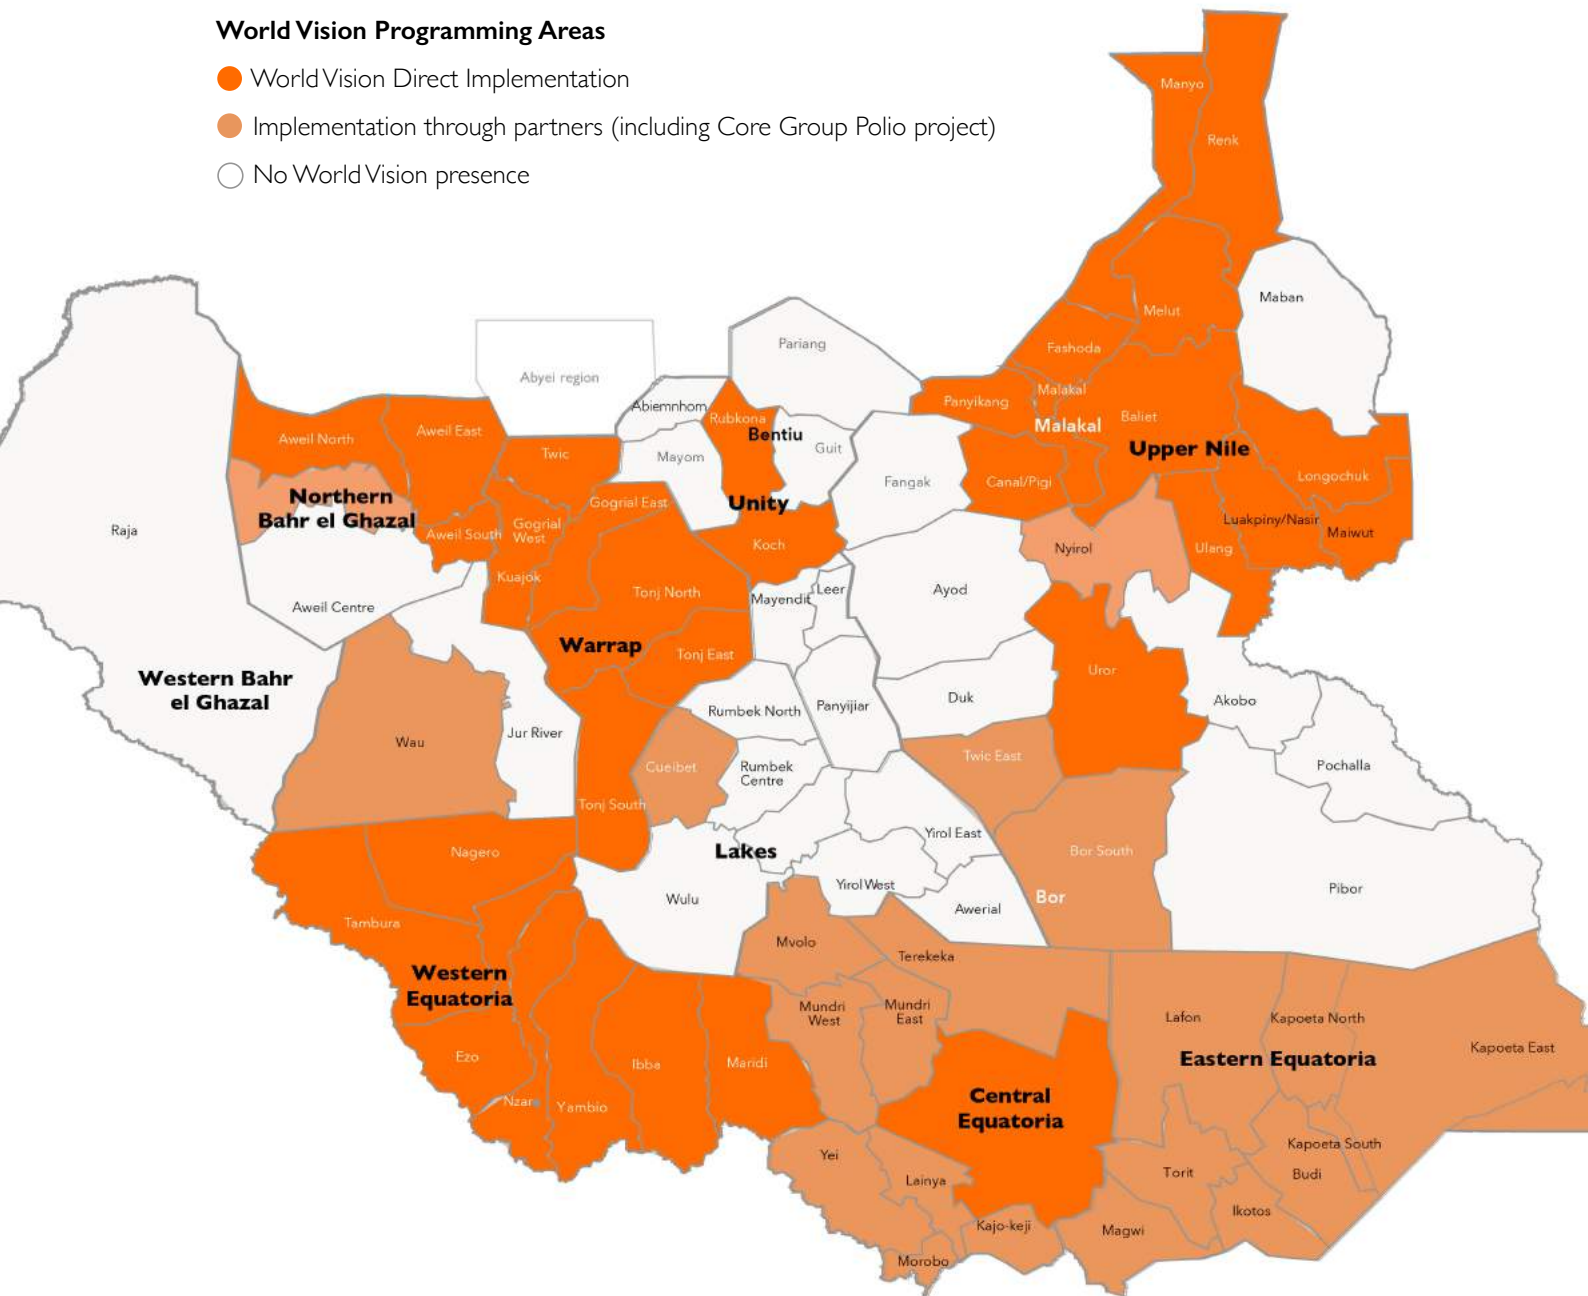 World Vision Programming Areas
World Vision Direct Implementation
Implementation through partners (including Core Group Polio project)
No World Vision presence
Manyo
Renk
Maban
Melut
Fashoda
Pariang
Abyei region
Malakal
Panyikang
Abiemnhom
Rubkona
Baliet
Malakal
Aweil North
Aweil East
Bentiu
Guit
Upper Nile
Twic
Mayom
Longochuk
Fangak
Canal/Pigi
Northern
Bahr el Ghazal
Gogrial East
Unity
Luakpiny/Nasir
Maiwut
Raja
Aweil South
Gogrial
West
Koch
Nyirol
Ulang
Kuajok
Tonj North
Mayendit
Leer
Ayod
Aweil Centre
Warrap
Tonj East
Uror
Western Bahr
el Ghazal
Rumbek North
Panyijiar
Duk
Akobo
Wau
Jur River
Cueibet
Rumbek
Centre
Twic East
Pochalla
Tonj South
Yirol East
Nagero
Lakes
Bor South
Wulu
Yirol West
Awerial
Bor
Pibor
Tambura
Mvolo
Terekeka
Western
Equatoria
Mundri
West
Mundri
East
Lafon
Kapoeta North
Kapoeta East
Ezo
Ibba
Maridi
Eastern Equatoria
Nzara
Yambio
Central
Equatoria
Yei
Lainya
Kapoeta South
Torit
Budi
Ikotos
Kajo-keji
Magwi
Morobo